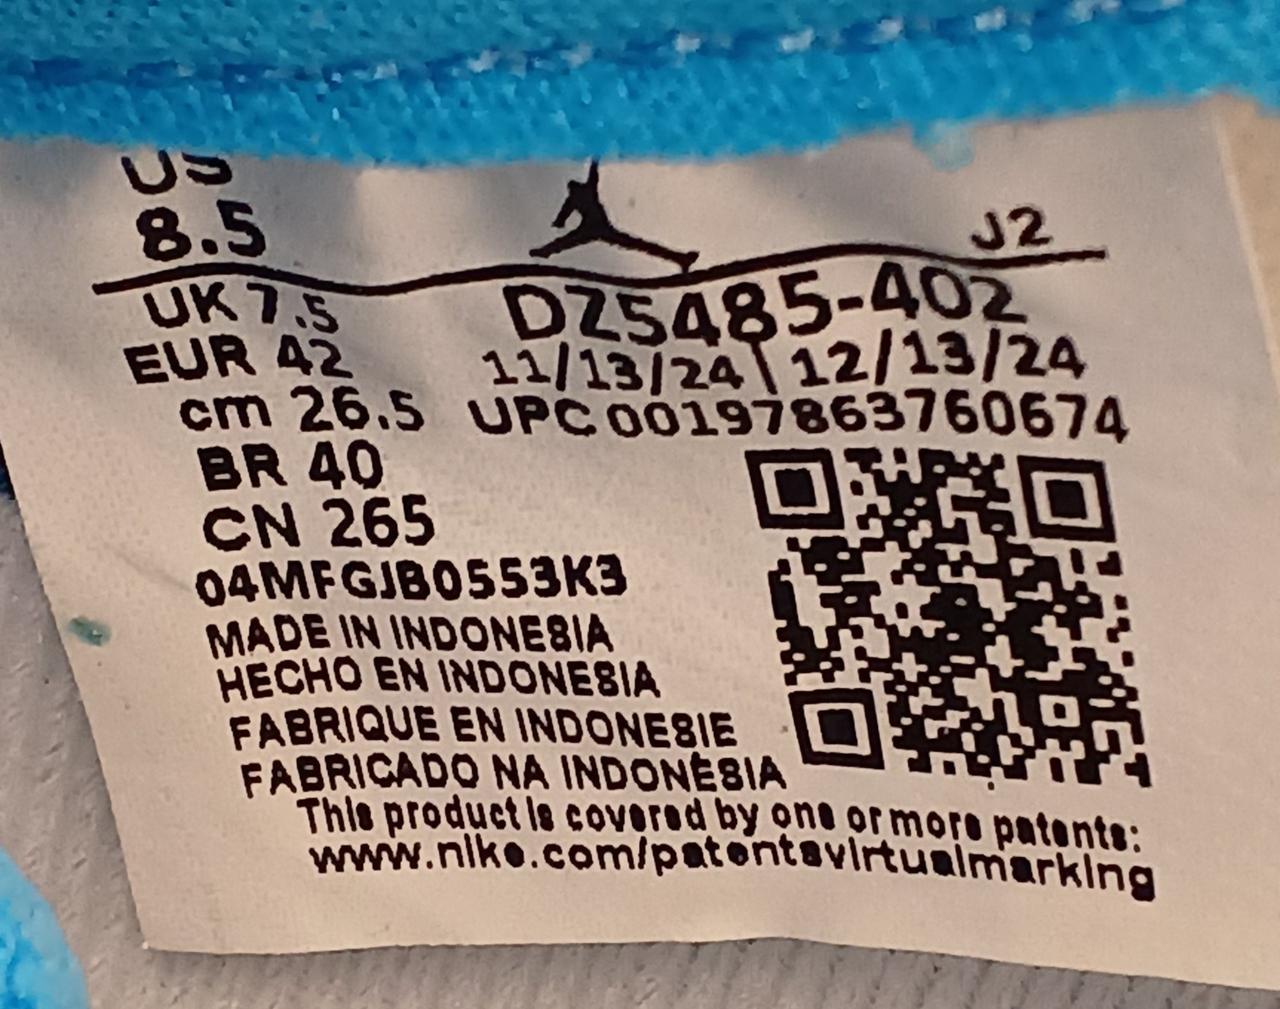 US
8.5
J2
UK 7.5
DZ5485-402
EUR 42
11/13/24 12/13/24
cm 26.5
UPC 00197863760674
BR 40
CN 265
04MFGJB0553K3
MADE IN INDONESIA
HECHO EN INDONESIA
FABRIQUE EN INDONESIE
FABRICADO NA INDONÉSIA
This product is covered by one or more patents:
www.nike.com/patentsvirtualmarking